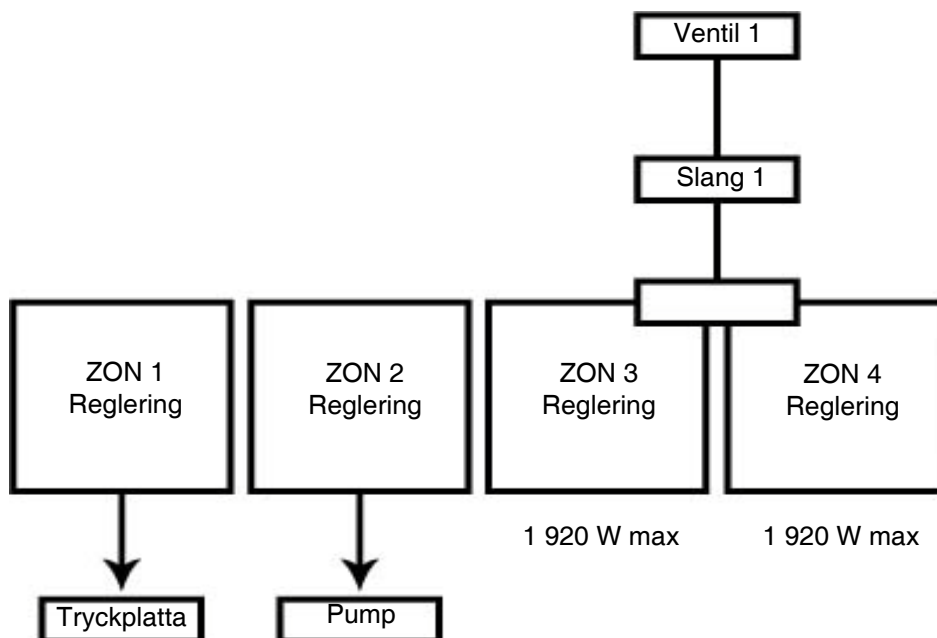 Ventil 1
Slang 1
ZON 1
Reglering
ZON 2
Reglering
ZON 3
Reglering
ZON 4
Reglering
1 920 W max
1 920 W max
Tryckplatta
Pump